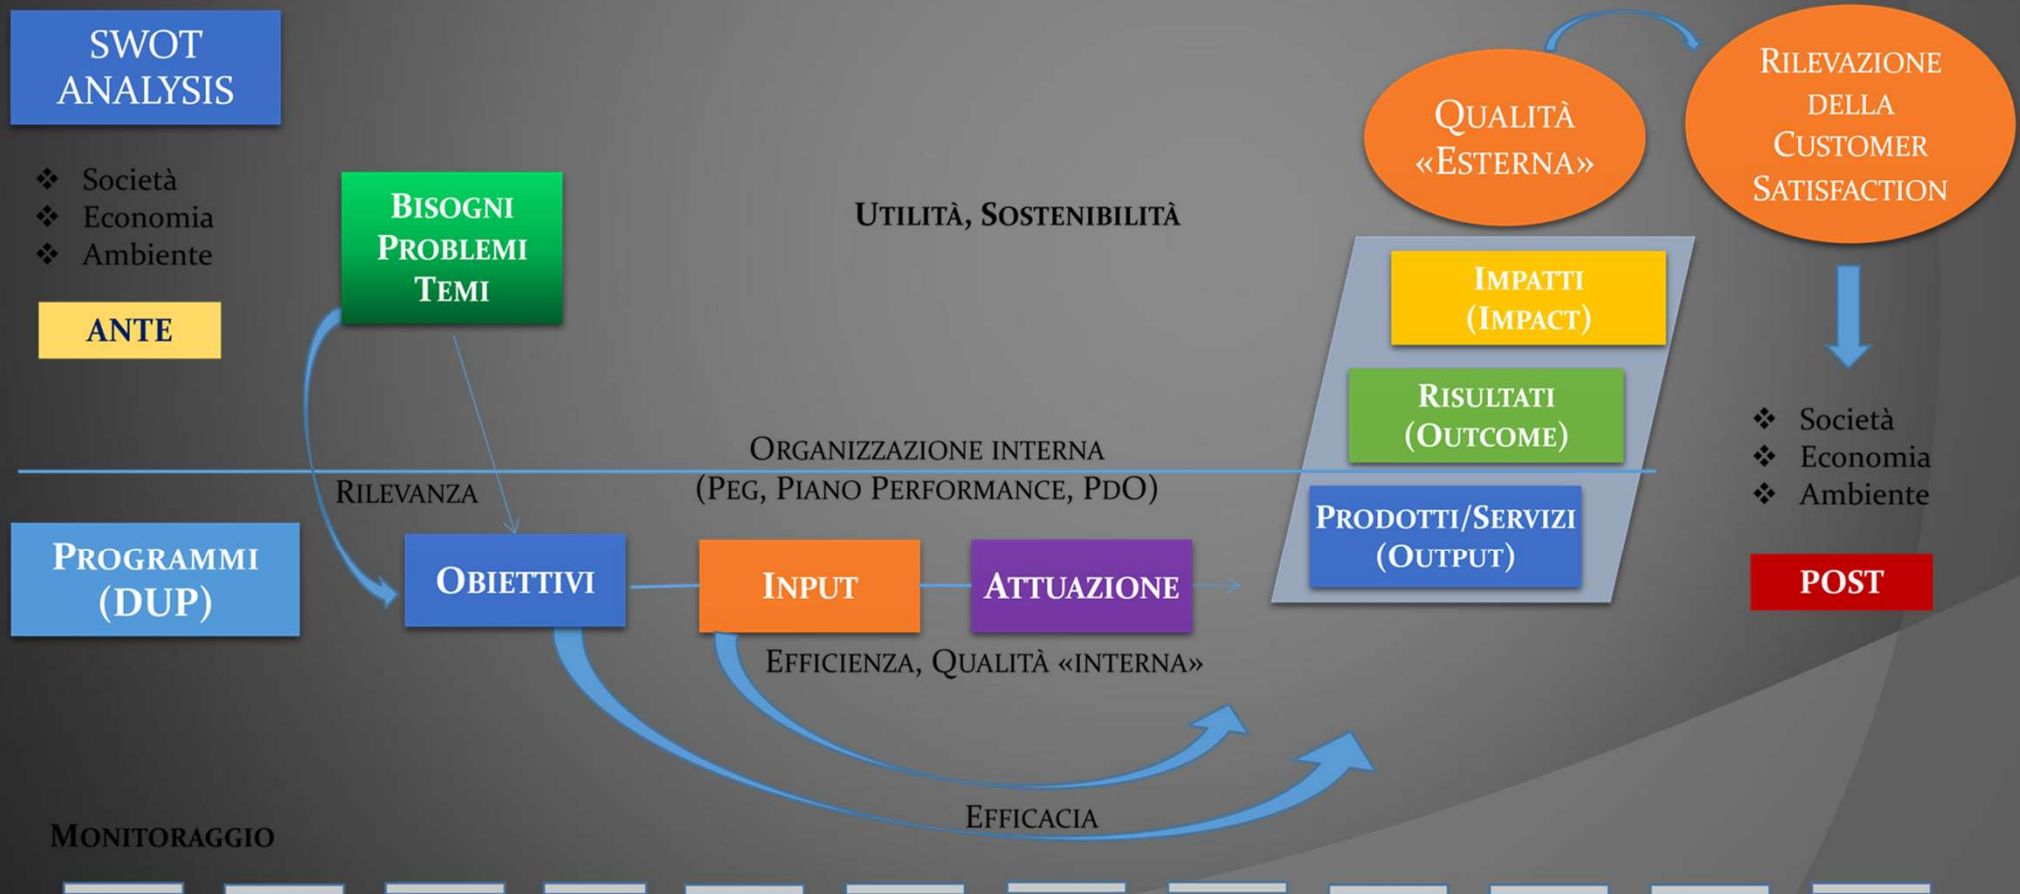 SWOT
ANALYSIS
❖ Società
❖ Economia
❖ Ambiente
ANTE
BISOGNI
PROBLEMI
TEMI
UTILITÀ, SOSTENIBILITÀ
QUALITÀ
«ESTERNA»
RILEVAZIONE
DELLA
CUSTOMER
SATISFACTION
IMPATTI
(IMPACT)
RISULTATI
(OUTCOME)
PRODOTTI/SERVIZI
(OUTPUT)
❖ Società
❖ Economia
❖ Ambiente
POST
ORGANIZZAZIONE INTERNA
(PEG, PIANO PERFORMANCE, PDO)
RILEVANZA
PROGRAMMI
(DUP)
OBIETTIVI
INPUT
ATTUAZIONE
EFFICIENZA, QUALITÀ «INTERNA»
EFFICACIA
MONITORAGGIO